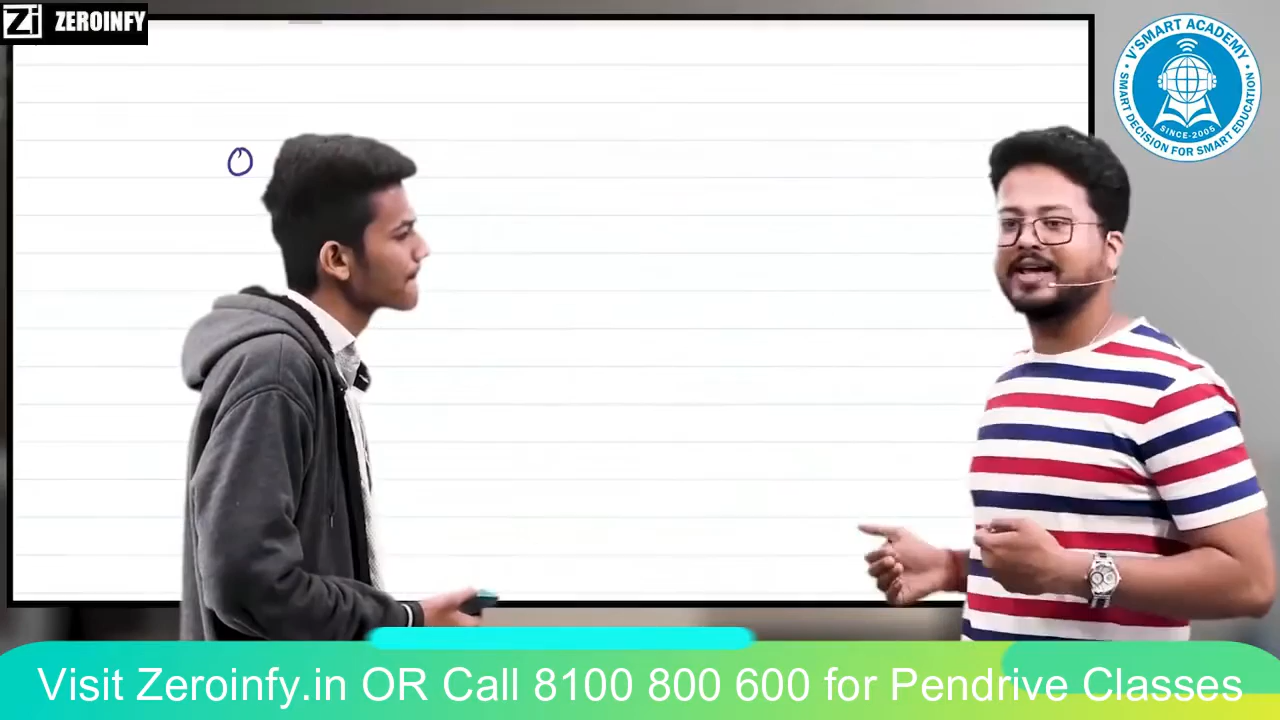 Zi ZEROINFY
V'SMART ACADEMY
SMART DECISION FOR SMART EDUCATION
SINCE-2005
O
Visit Zeroinfy.in OR Call 8100 800 600 for Pendrive Classes